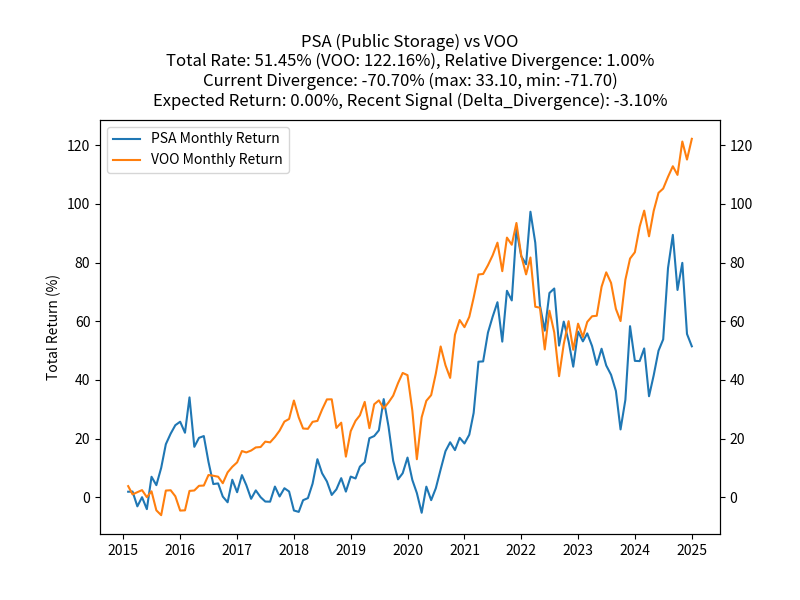 PSA (Public Storage) vs VOO
Total Rate: 51.45% (VOO: 122.16%), Relative Divergence: 1.00%
Current Divergence: -70.70% (max: 33.10, min: -71.70)
Expected Return: 0.00%, Recent Signal (Delta_Divergence): -3.10%
PSA Monthly Return
VOO Monthly Return
Total Return (%)
120
100
80
60
40
20
0
120
100
80
60
40
20
0
2015 2016 2017 2018 2019 2020 2021 2022 2023 2024 2025